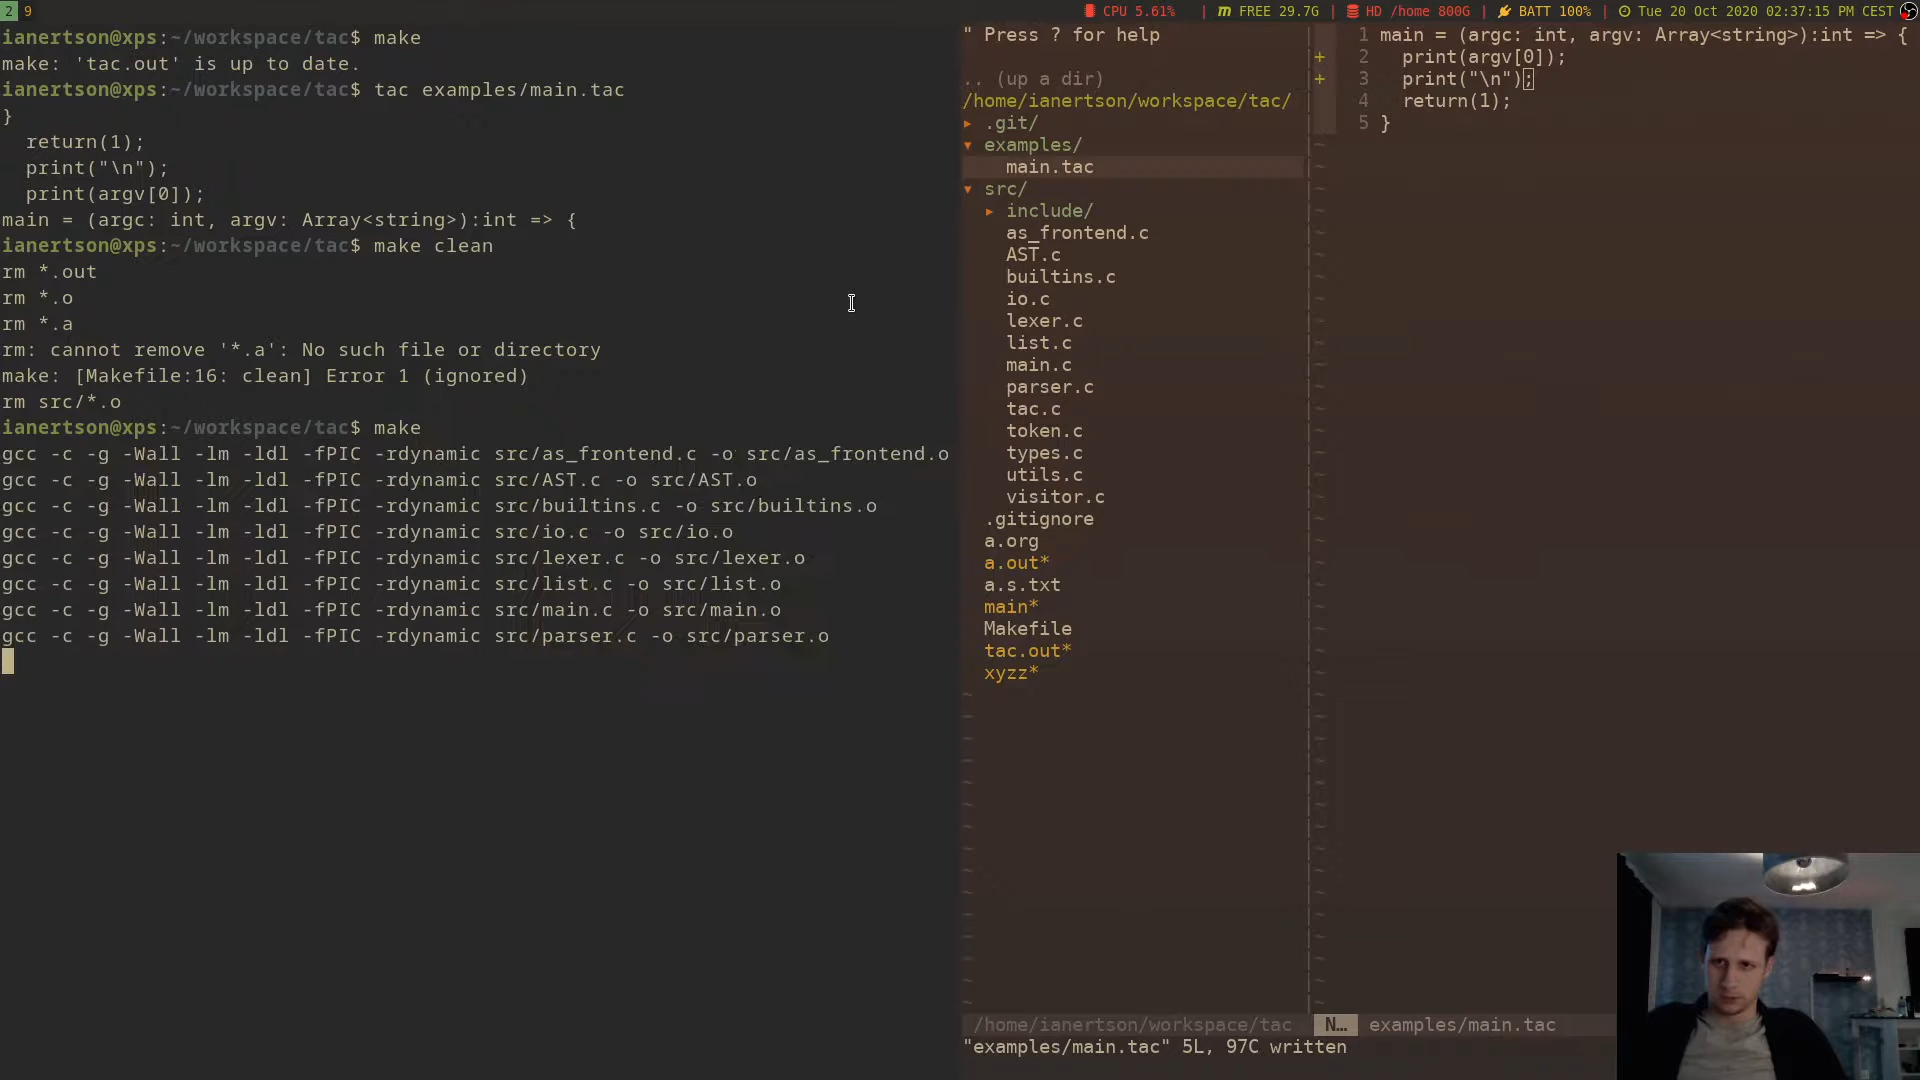 2 9
CPU 5.61% | FREE 29.7G | HD /home 800G | BATT 100% | Tue 20 Oct 2020 02:37:15 PM CEST
ianertson@xps:~/workspace/tac$ make
make: 'tac.out' is up to date.
ianertson@xps:~/workspace/tac$ tac examples/main.tac
}
  return(1);
  print("\n");
  print(argv[0]);
main = (argc: int, argv: Array<string>):int => {
ianertson@xps:~/workspace/tac$ make clean
rm *.out
rm *.o
rm *.a
rm: cannot remove '*.a': No such file or directory
make: [Makefile:16: clean] Error 1 (ignored)
rm src/*.o
ianertson@xps:~/workspace/tac$ make
gcc -c -g -Wall -lm -ldl -fPIC -rdynamic src/as_frontend.c -o src/as_frontend.o
gcc -c -g -Wall -lm -ldl -fPIC -rdynamic src/AST.c -o src/AST.o
gcc -c -g -Wall -lm -ldl -fPIC -rdynamic src/builtins.c -o src/builtins.o
gcc -c -g -Wall -lm -ldl -fPIC -rdynamic src/io.c -o src/io.o
gcc -c -g -Wall -lm -ldl -fPIC -rdynamic src/lexer.c -o src/lexer.o
gcc -c -g -Wall -lm -ldl -fPIC -rdynamic src/list.c -o src/list.o
gcc -c -g -Wall -lm -ldl -fPIC -rdynamic src/main.c -o src/main.o
gcc -c -g -Wall -lm -ldl -fPIC -rdynamic src/parser.c -o src/parser.o
" Press ? for help
.. (up a dir)
/home/ianertson/workspace/tac/
▸ .git/
▾ examples/
main.tac
▾ src/
▸ include/
as_frontend.c
AST.c
builtins.c
io.c
lexer.c
list.c
main.c
parser.c
tac.c
token.c
types.c
utils.c
visitor.c
.gitignore
a.org
a.out*
a.s.txt
main*
Makefile
tac.out*
xyzz*
/home/ianertson/workspace/tac
1 main = (argc: int, argv: Array<string>):int => {
+ 2   print(argv[0]);
+ 3   print("\n");
4   return(1);
5 }
N… examples/main.tac
"examples/main.tac" 5L, 97C written